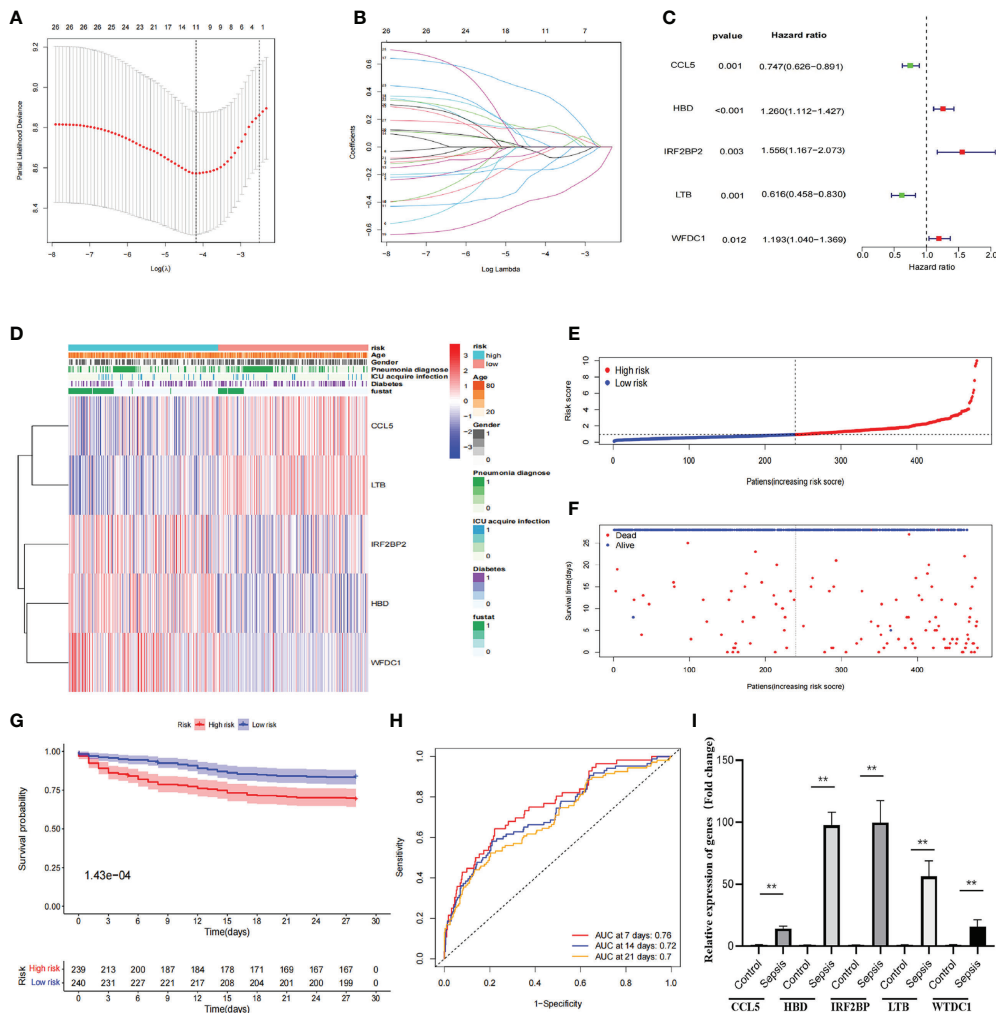 A
26 26 26 25 24 23 21 21 17 14 11 9 9 6 4 1
9.2
9.0
8.8
8.6
8.4
Partial Likelihood Deviance
−8 −7 −6 −5 −4 −3
Log(λ)
B
26 24 19 14 11 7
0.6
0.4
0.2
0.0
−0.2
−0.4
−0.6
Coefficients
−8 −7 −6 −5 −4 −3
Log Lambda
C
pvalue Hazard ratio
CCL5 0.001 0.747(0.626−0.891)
HBD <0.001 1.260(1.112−1.427)
IRF2BP2 0.003 1.556(1.167−2.073)
LTB 0.001 0.616(0.458−0.830)
WFDC1 0.012 1.193(1.040−1.369)
0.0 0.5 1.0 1.5 2.0
Hazard ratio
D
risk
Age
Gender
Pneumonia diagnose
ICU acquire infection
Diabetes
fustat
CCL5
LTB
IRF2BP2
HBD
WFDC1
3
2
1
0
−1
−2
−3
risk
high
low
Age
80
20
Gender
1
0
Pneumonia diagnose
1
0
ICU acquire infection
1
0
Diabetes
1
0
fustat
1
0
E
High risk
Low risk
10
8
6
4
2
0
Risk score
0 100 200 300 400
Patiens(increasing risk socre)
F
Dead
Alive
25
20
15
10
5
0
Survival time(days)
0 100 200 300 400
Patiens(increasing risk socre)
G
Risk High risk Low risk
1.00
0.75
0.50
0.25
0.00
Survival probability
1.43e−04
0 3 6 9 12 15 18 21 24 27 30
Time(days)
Risk
High risk 239 213 200 187 184 178 171 169 167 167 0
Low risk 240 231 227 221 217 208 204 201 200 199 0
0 3 6 9 12 15 18 21 24 27 30
Time(days)
H
1.0
0.8
0.6
0.4
0.2
0.0
Sensitivity
AUC at 7 days: 0.76
AUC at 14 days: 0.72
AUC at 21 days: 0.7
0.0 0.2 0.4 0.6 0.8 1.0
1−Specificity
I
Relative expression of genes (Fold change)
150
100
50
0
** ** ** ** **
Control Sepsis Control Sepsis Control Sepsis Control Sepsis Control Sepsis
CCL5 HBD IRF2BP LTB WTDC1